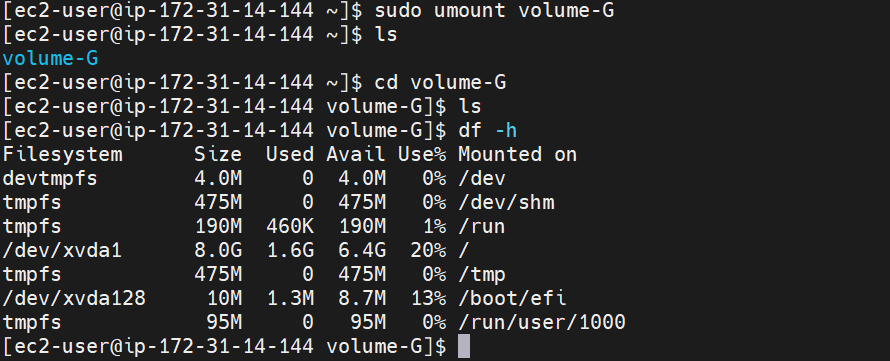 [ec2-user@ip-172-31-14-144 ~]$ sudo umount volume-G
[ec2-user@ip-172-31-14-144 ~]$ ls
volume-G
[ec2-user@ip-172-31-14-144 ~]$ cd volume-G
[ec2-user@ip-172-31-14-144 volume-G]$ ls
[ec2-user@ip-172-31-14-144 volume-G]$ df -h
Filesystem      Size  Used Avail Use% Mounted on
devtmpfs        4.0M     0  4.0M   0% /dev
tmpfs           475M     0  475M   0% /dev/shm
tmpfs           190M  460K  190M   1% /run
/dev/xvda1      8.0G  1.6G  6.4G  20% /
tmpfs           475M     0  475M   0% /tmp
/dev/xvda128     10M  1.3M  8.7M  13% /boot/efi
tmpfs            95M     0   95M   0% /run/user/1000
[ec2-user@ip-172-31-14-144 volume-G]$